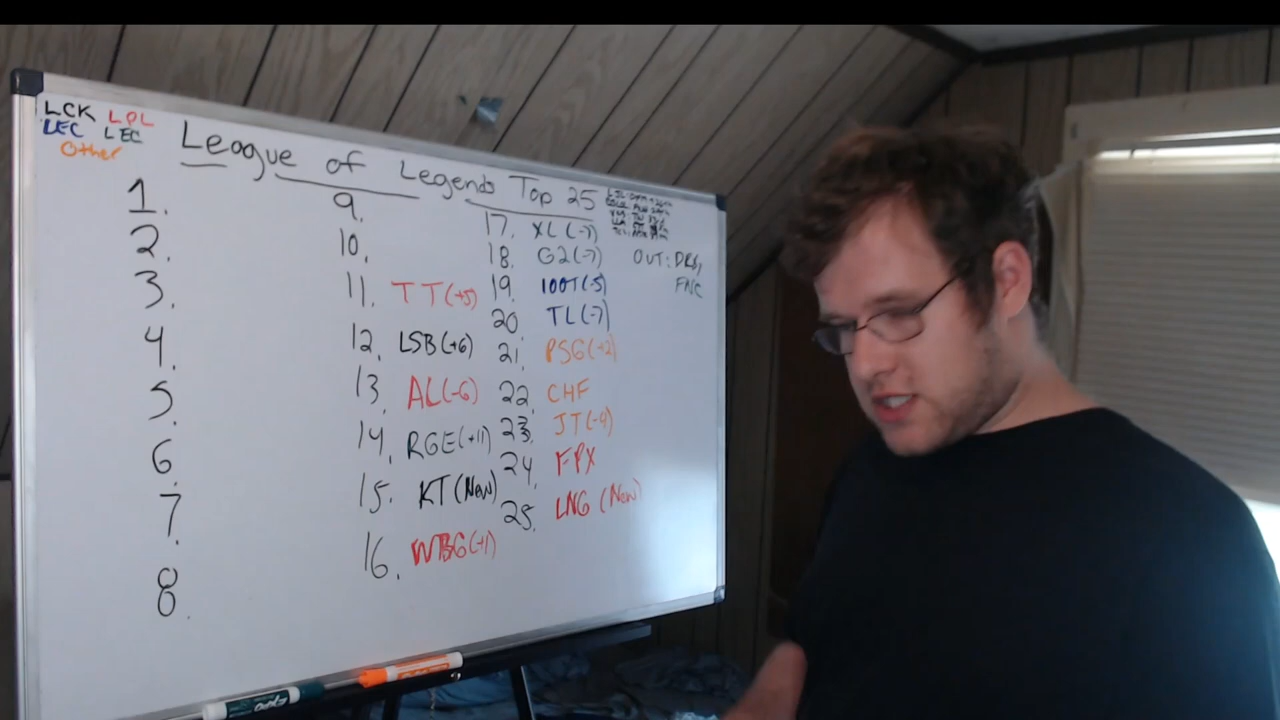 LCK LPL
LEC LEC
Other
League of Legends Top 25
1.
2.
3.
4.
5.
6.
7.
8.
9.
10.
11. TT(+5)
12. LSB(+6)
13. AL(-6)
14. RGE(+11)
15. KT(New)
16. WBG(+1)
17. XL(-7)
18. G2(-7)
19. 100T(-5)
20. TL(-7)
21. PSG(+2)
22. CHF
23. JT(-4)
24. FPX
25. LNG (New)
OUT: DRX,
FNC